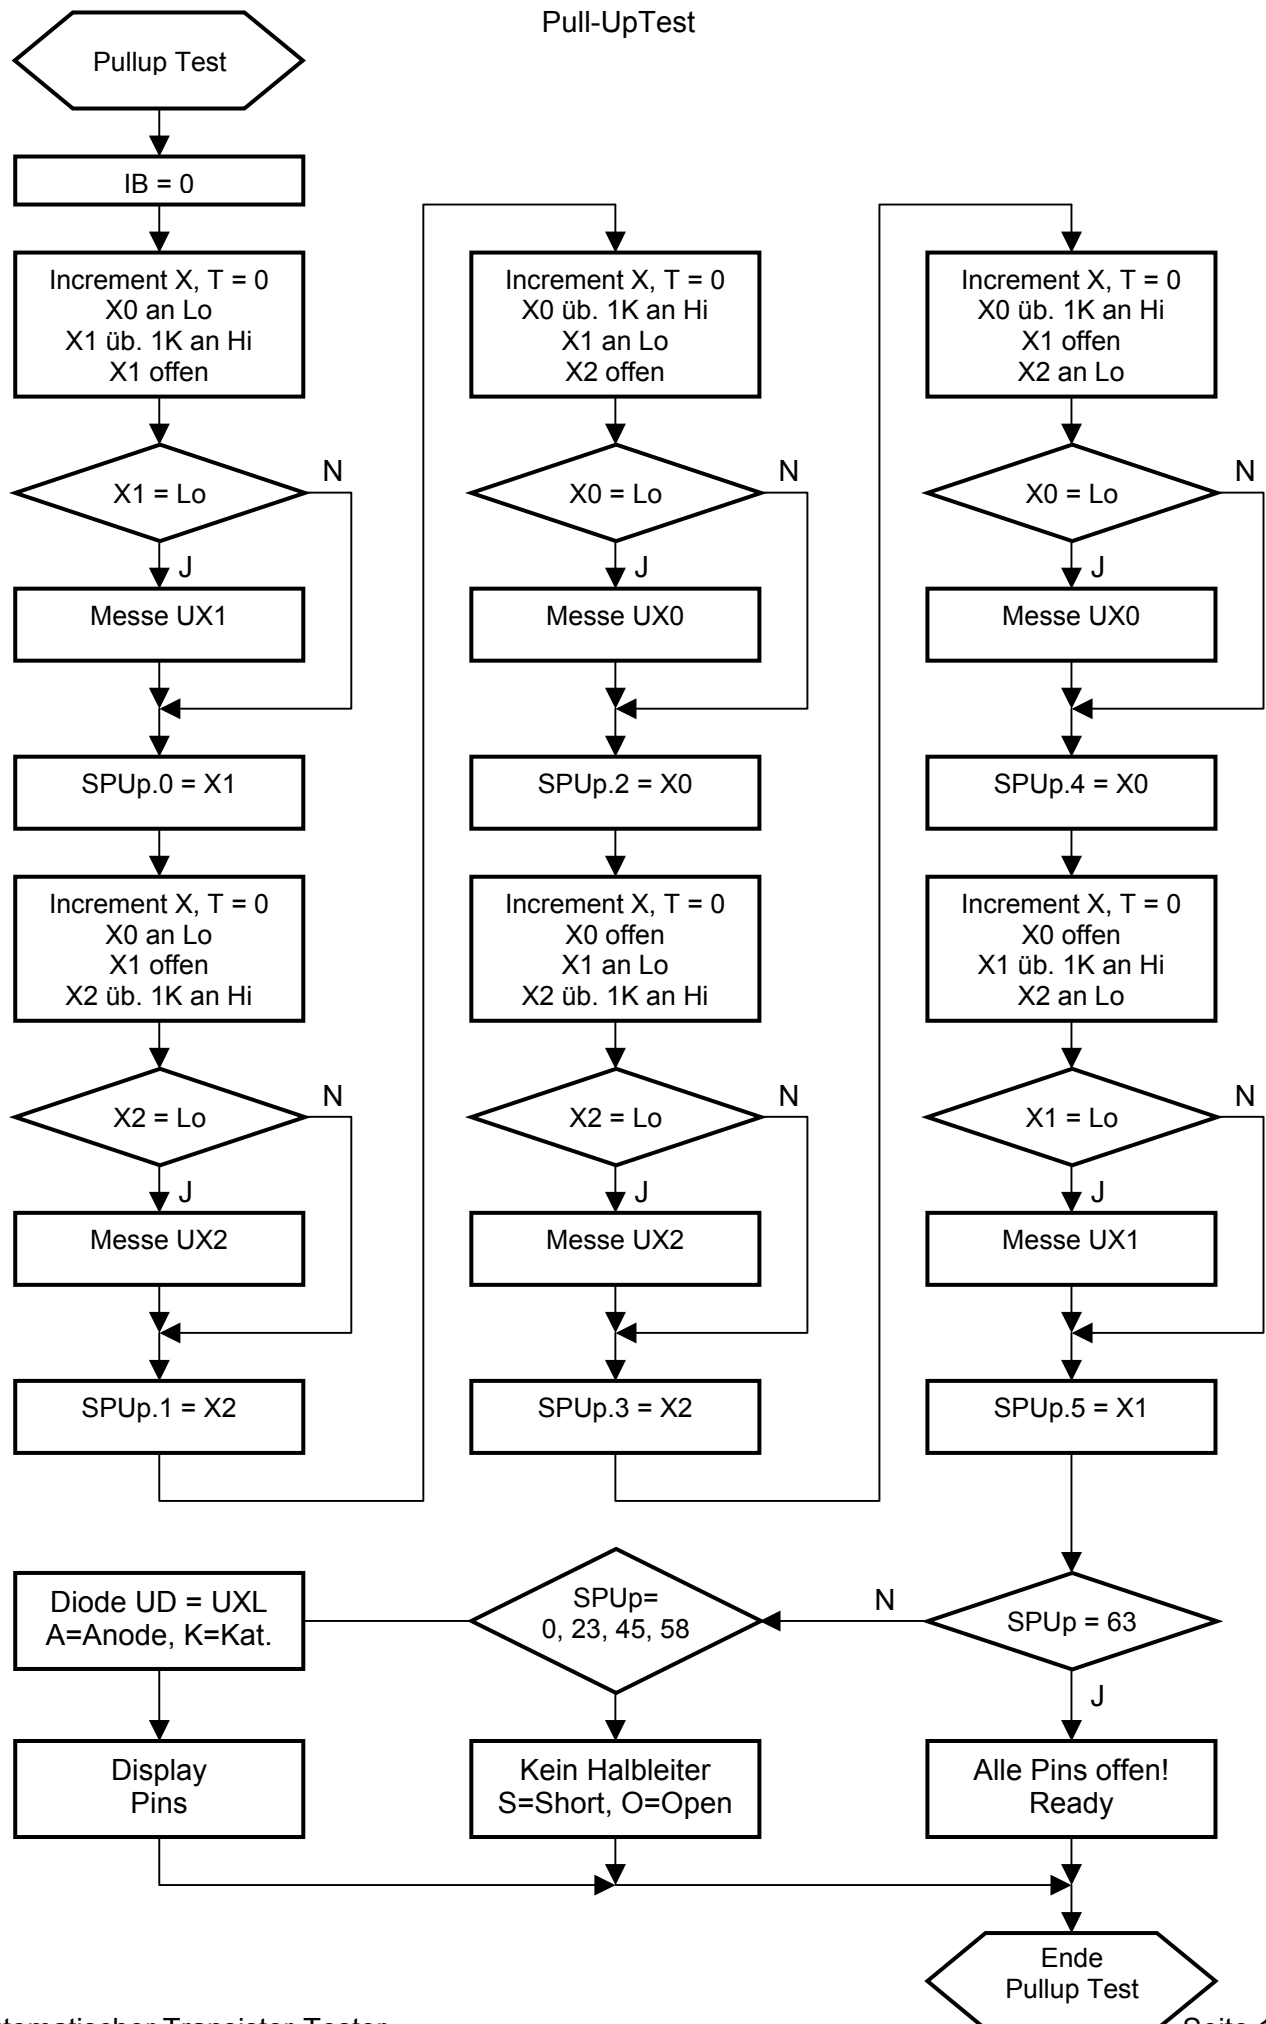 Pull-UpTest
Pullup Test
IB = 0
Increment X, T = 0
X0 an Lo
X1 üb. 1K an Hi
X1 offen
X1 = Lo
N
J
Messe UX1
SPUp.0 = X1
Increment X, T = 0
X0 an Lo
X1 offen
X2 üb. 1K an Hi
X2 = Lo
N
J
Messe UX2
SPUp.1 = X2
Increment X, T = 0
X0 üb. 1K an Hi
X1 an Lo
X2 offen
X0 = Lo
N
J
Messe UX0
SPUp.2 = X0
Increment X, T = 0
X0 offen
X1 an Lo
X2 üb. 1K an Hi
X2 = Lo
N
J
Messe UX2
SPUp.3 = X2
Increment X, T = 0
X0 üb. 1K an Hi
X1 offen
X2 an Lo
X0 = Lo
N
J
Messe UX0
SPUp.4 = X0
Increment X, T = 0
X0 offen
X1 üb. 1K an Hi
X2 an Lo
X1 = Lo
N
J
Messe UX1
SPUp.5 = X1
SPUp = 63
N
J
SPUp=
0, 23, 45, 58
Diode UD = UXL
A=Anode, K=Kat.
Display
Pins
Kein Halbleiter
S=Short, O=Open
Alle Pins offen!
Ready
Ende
Pullup Test